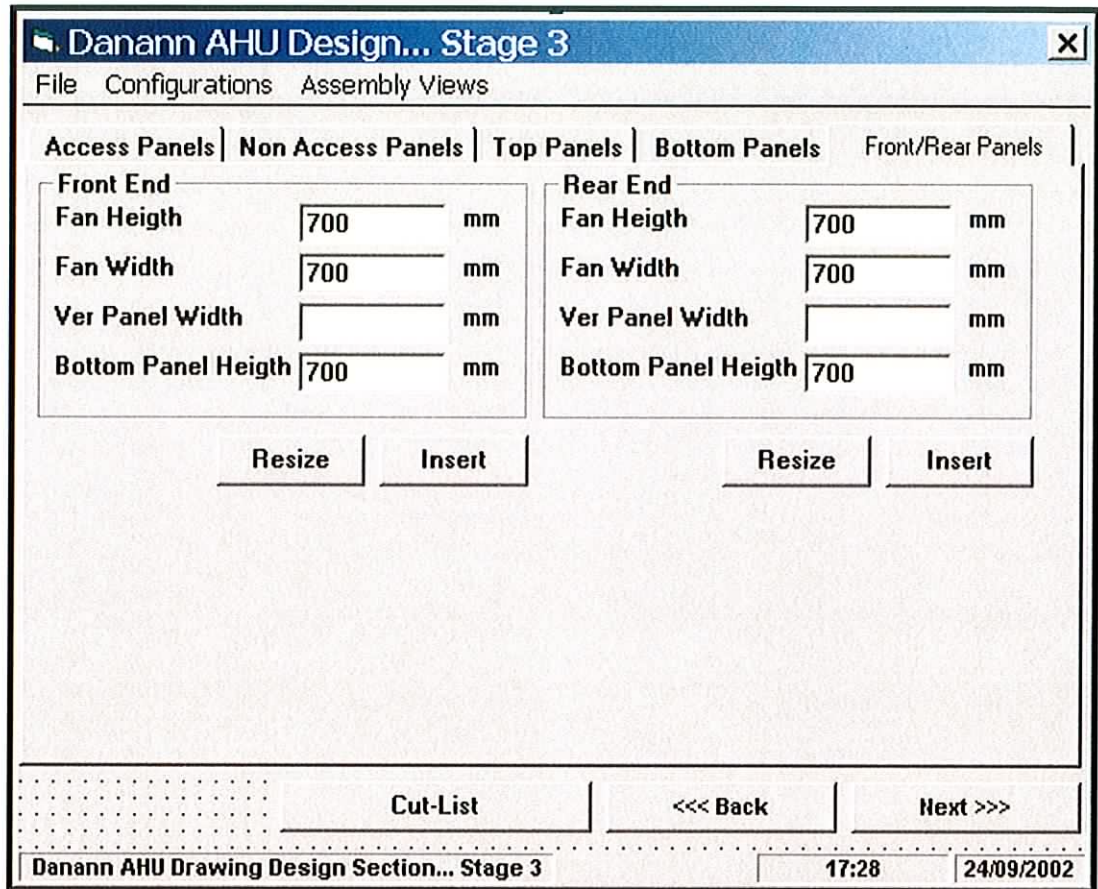 Danann AHU Design... Stage 3
File Configurations Assembly Views
Access Panels Non Access Panels Top Panels Bottom Panels Front/Rear Panels
Front End
Fan Heigth 700 mm
Fan Width 700 mm
Ver Panel Width mm
Bottom Panel Heigth 700 mm
Resize Insert
Rear End
Fan Heigth 700 mm
Fan Width 700 mm
Ver Panel Width mm
Bottom Panel Heigth 700 mm
Resize Insert
Cut-List <<< Back Next >>>
Danann AHU Drawing Design Section... Stage 3 17:28 24/09/2002